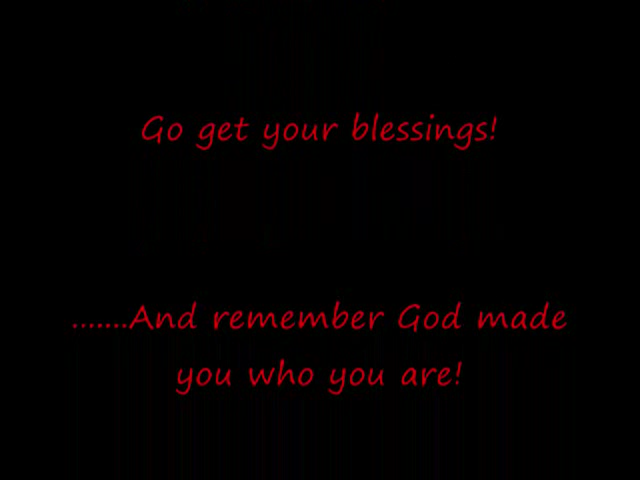 Go get your blessings!
.......And remember God made
you who you are!